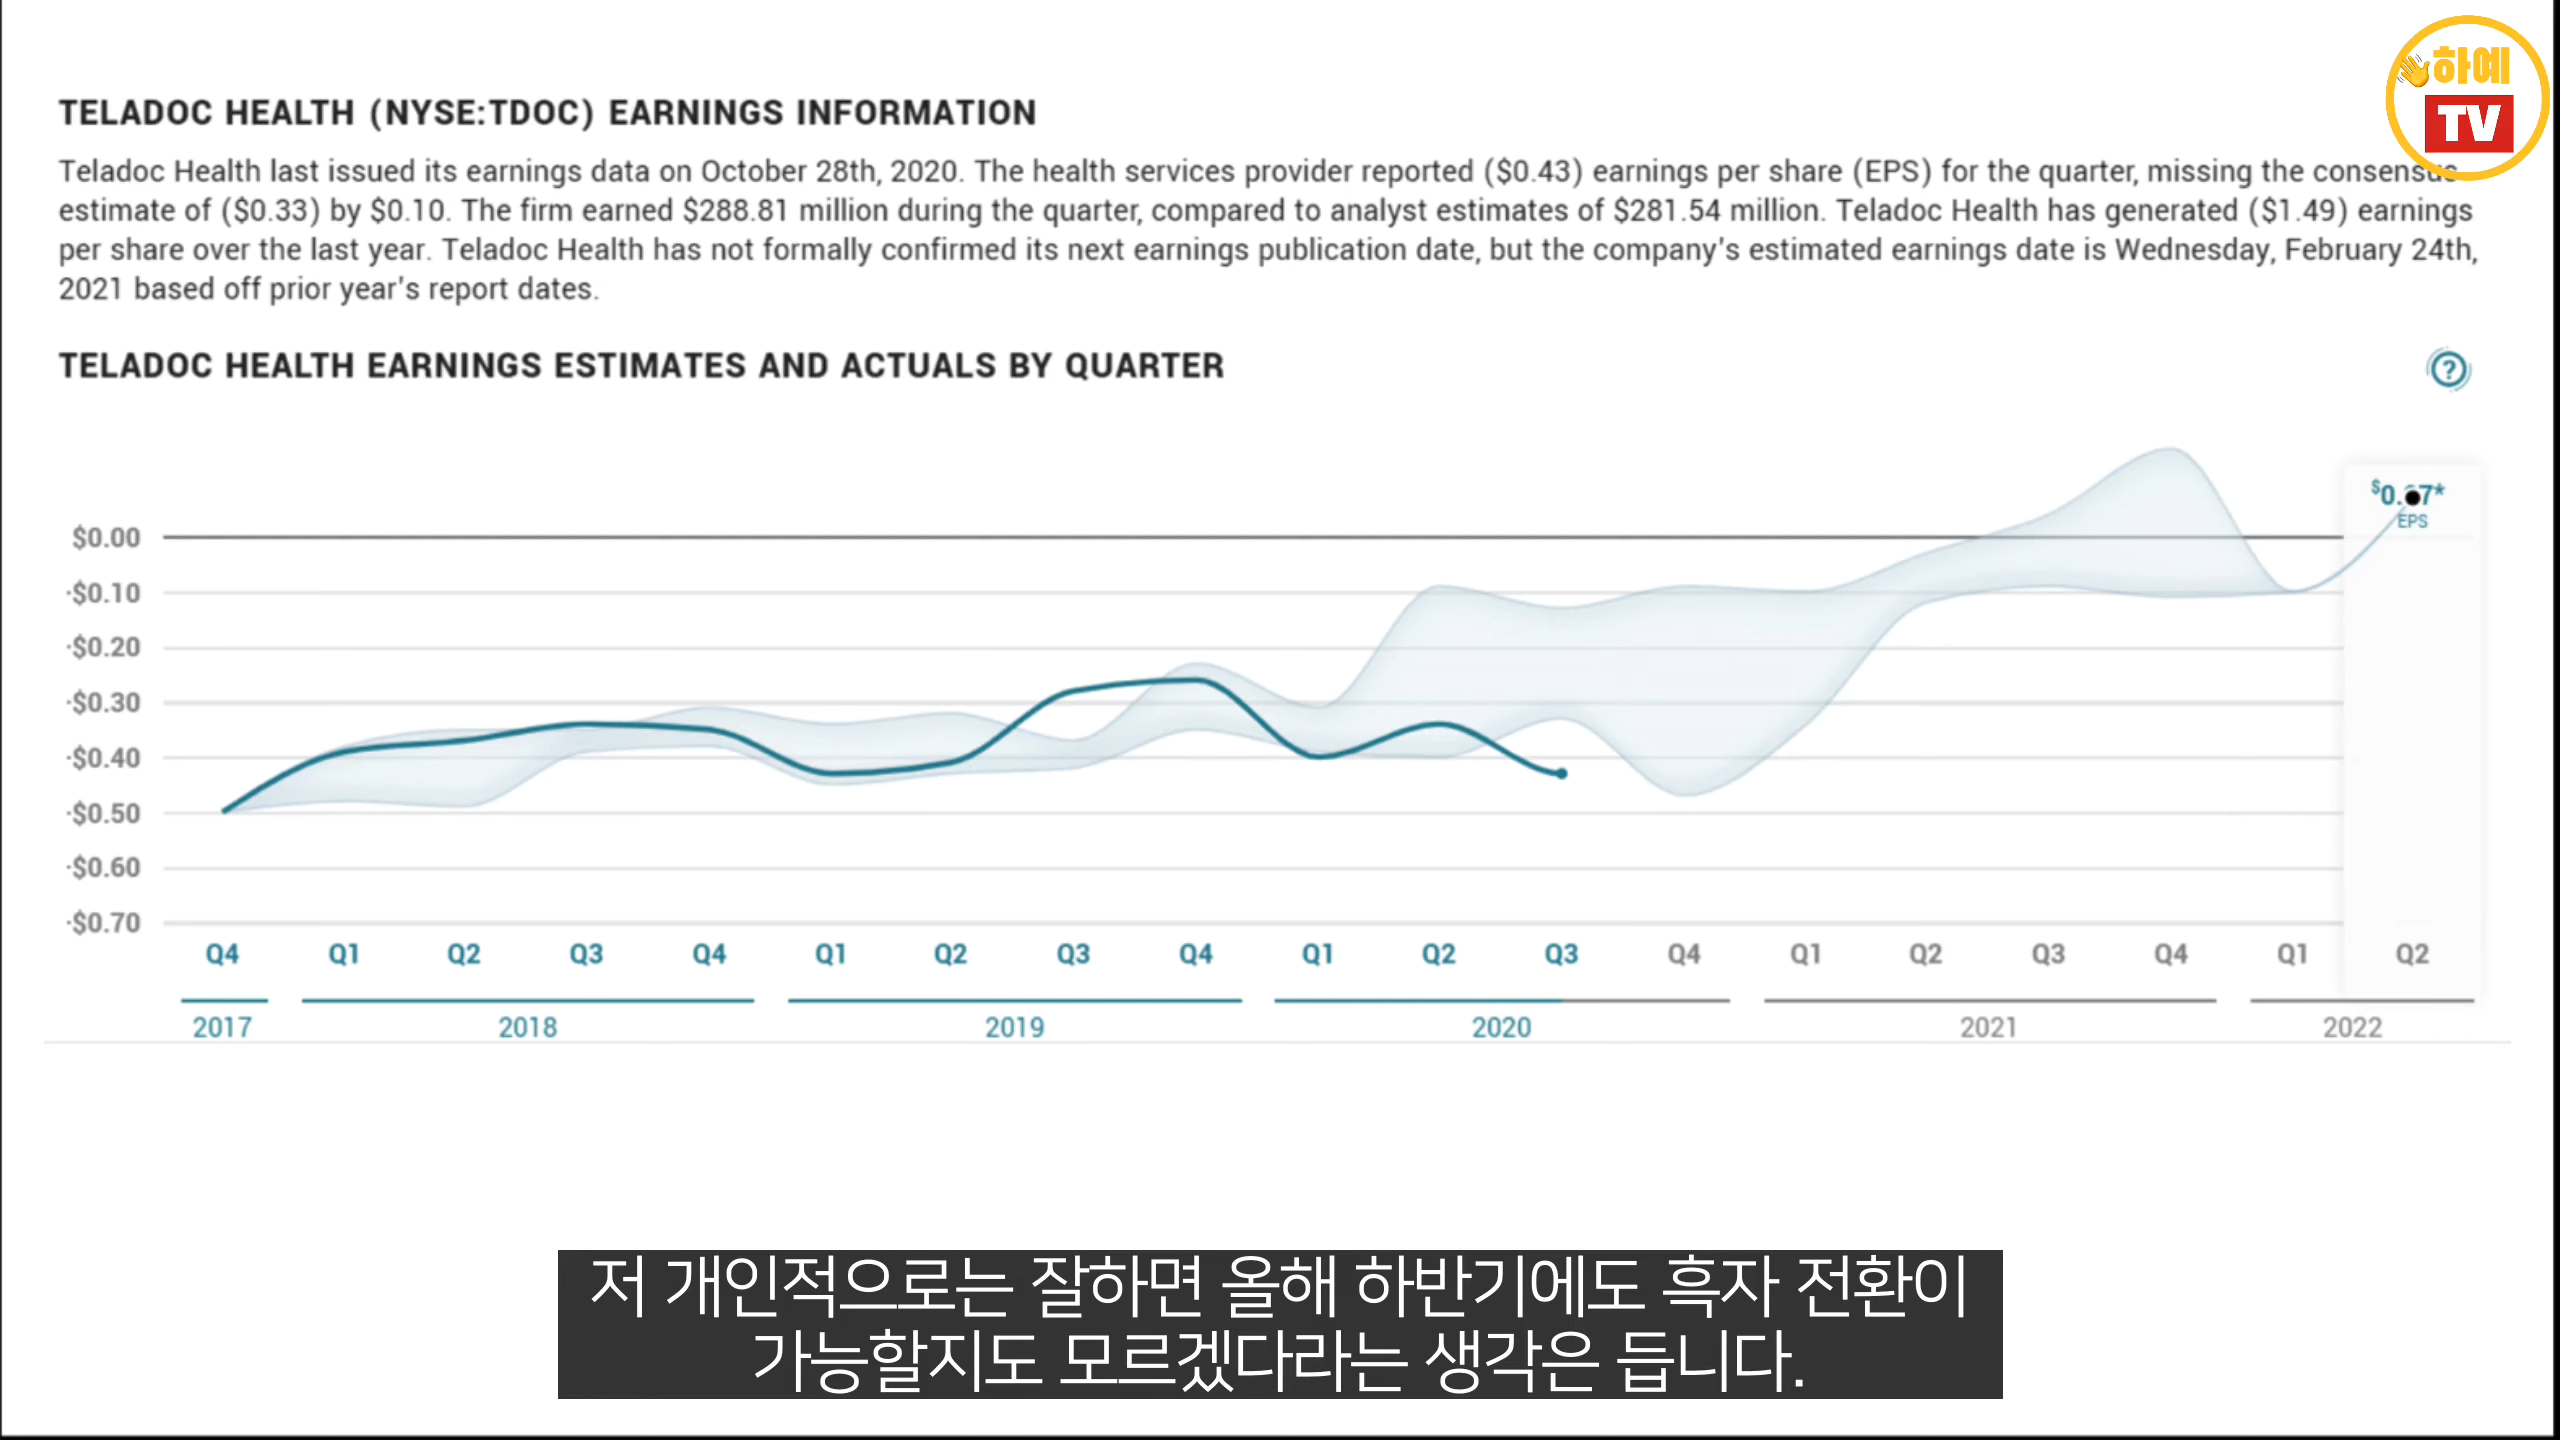 하예
TV
TELADOC HEALTH (NYSE:TDOC) EARNINGS INFORMATION
Teladoc Health last issued its earnings data on October 28th, 2020. The health services provider reported ($0.43) earnings per share (EPS) for the quarter, missing the consensus
estimate of ($0.33) by $0.10. The firm earned $288.81 million during the quarter, compared to analyst estimates of $281.54 million. Teladoc Health has generated ($1.49) earnings
per share over the last year. Teladoc Health has not formally confirmed its next earnings publication date, but the company's estimated earnings date is Wednesday, February 24th,
2021 based off prior year's report dates.
TELADOC HEALTH EARNINGS ESTIMATES AND ACTUALS BY QUARTER
?
EPS
$0.00
-$0.10
-$0.20
-$0.30
-$0.40
-$0.50
-$0.60
-$0.70
Q4 Q1 Q2 Q3 Q4 Q1 Q2 Q3 Q4 Q1 Q2 Q3 Q4 Q1 Q2 Q3 Q4 Q1 Q2
2017 2018 2019 2020 2021 2022
저 개인적으로는 잘하면 올해 하반기에도 흑자 전환이
가능할지도 모르겠다라는 생각은 듭니다.